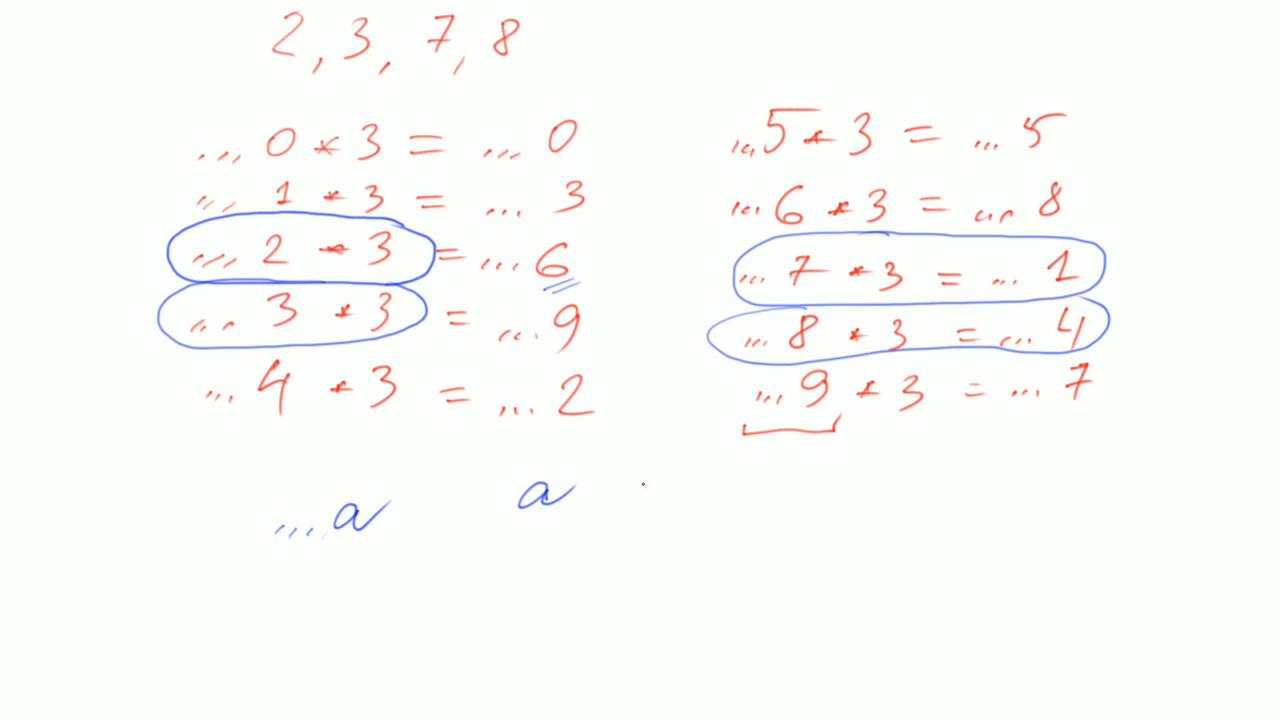 2, 3, 7, 8
...0 * 3 = ...0
...1 * 3 = ...3
...2 * 3 = ...6
...3 * 3 = ...9
...4 * 3 = ...2
...5 * 3 = ...5
...6 * 3 = ...8
...7 * 3 = ...1
...8 * 3 = ...4
...9 * 3 = ...7
...a a